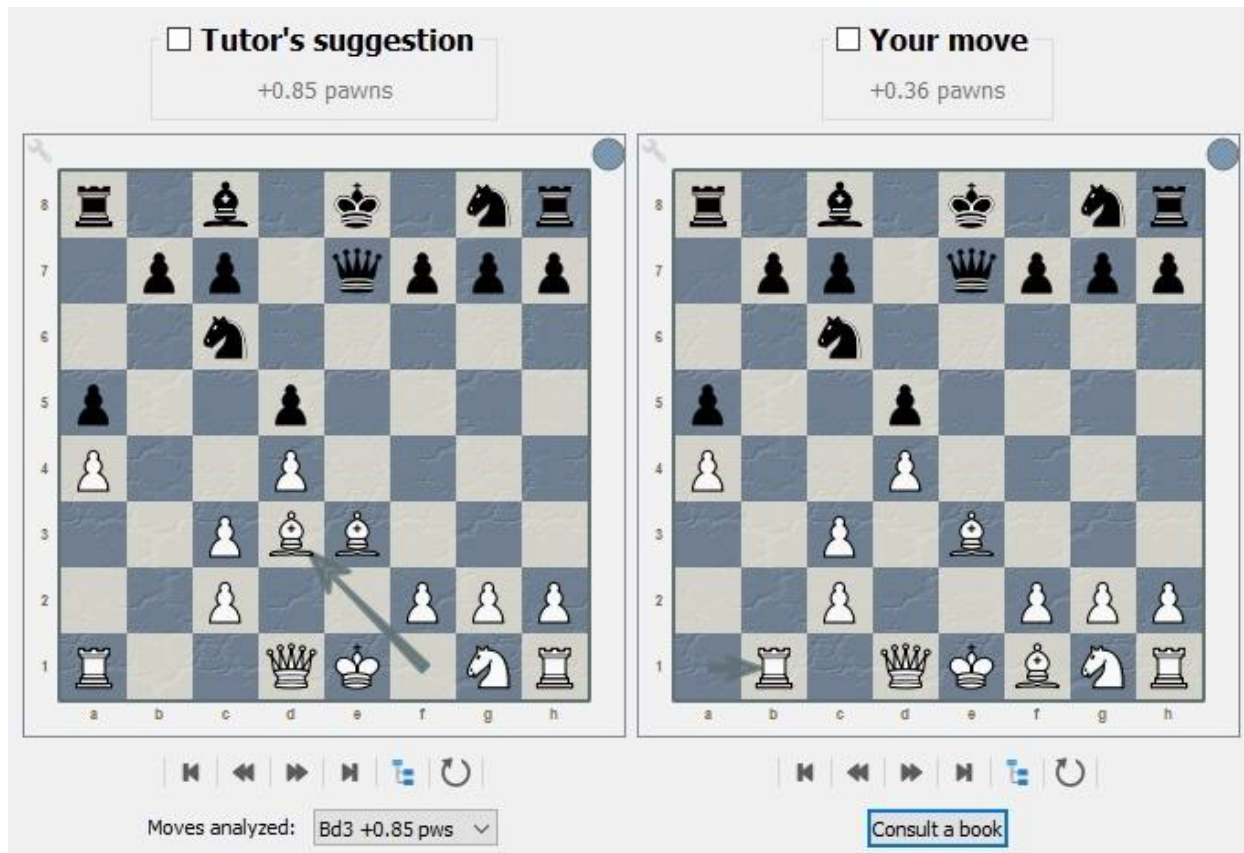 Tutor's suggestion
+0.85 pawns
Your move
+0.36 pawns
8
7
6
5
4
3
2
1
a b c d e f g h
8
7
6
5
4
3
2
1
a b c d e f g h
Moves analyzed: Bd3 +0.85 pws
Consult a book